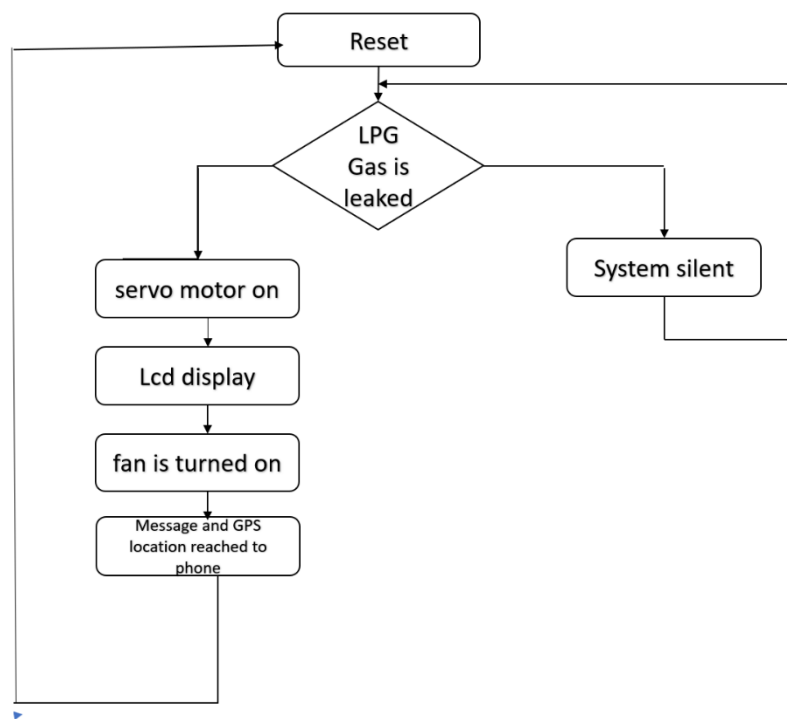 Reset
LPG
Gas is
leaked
servo motor on
System silent
Lcd display
fan is turned on
Message and GPS
location reached to
phone